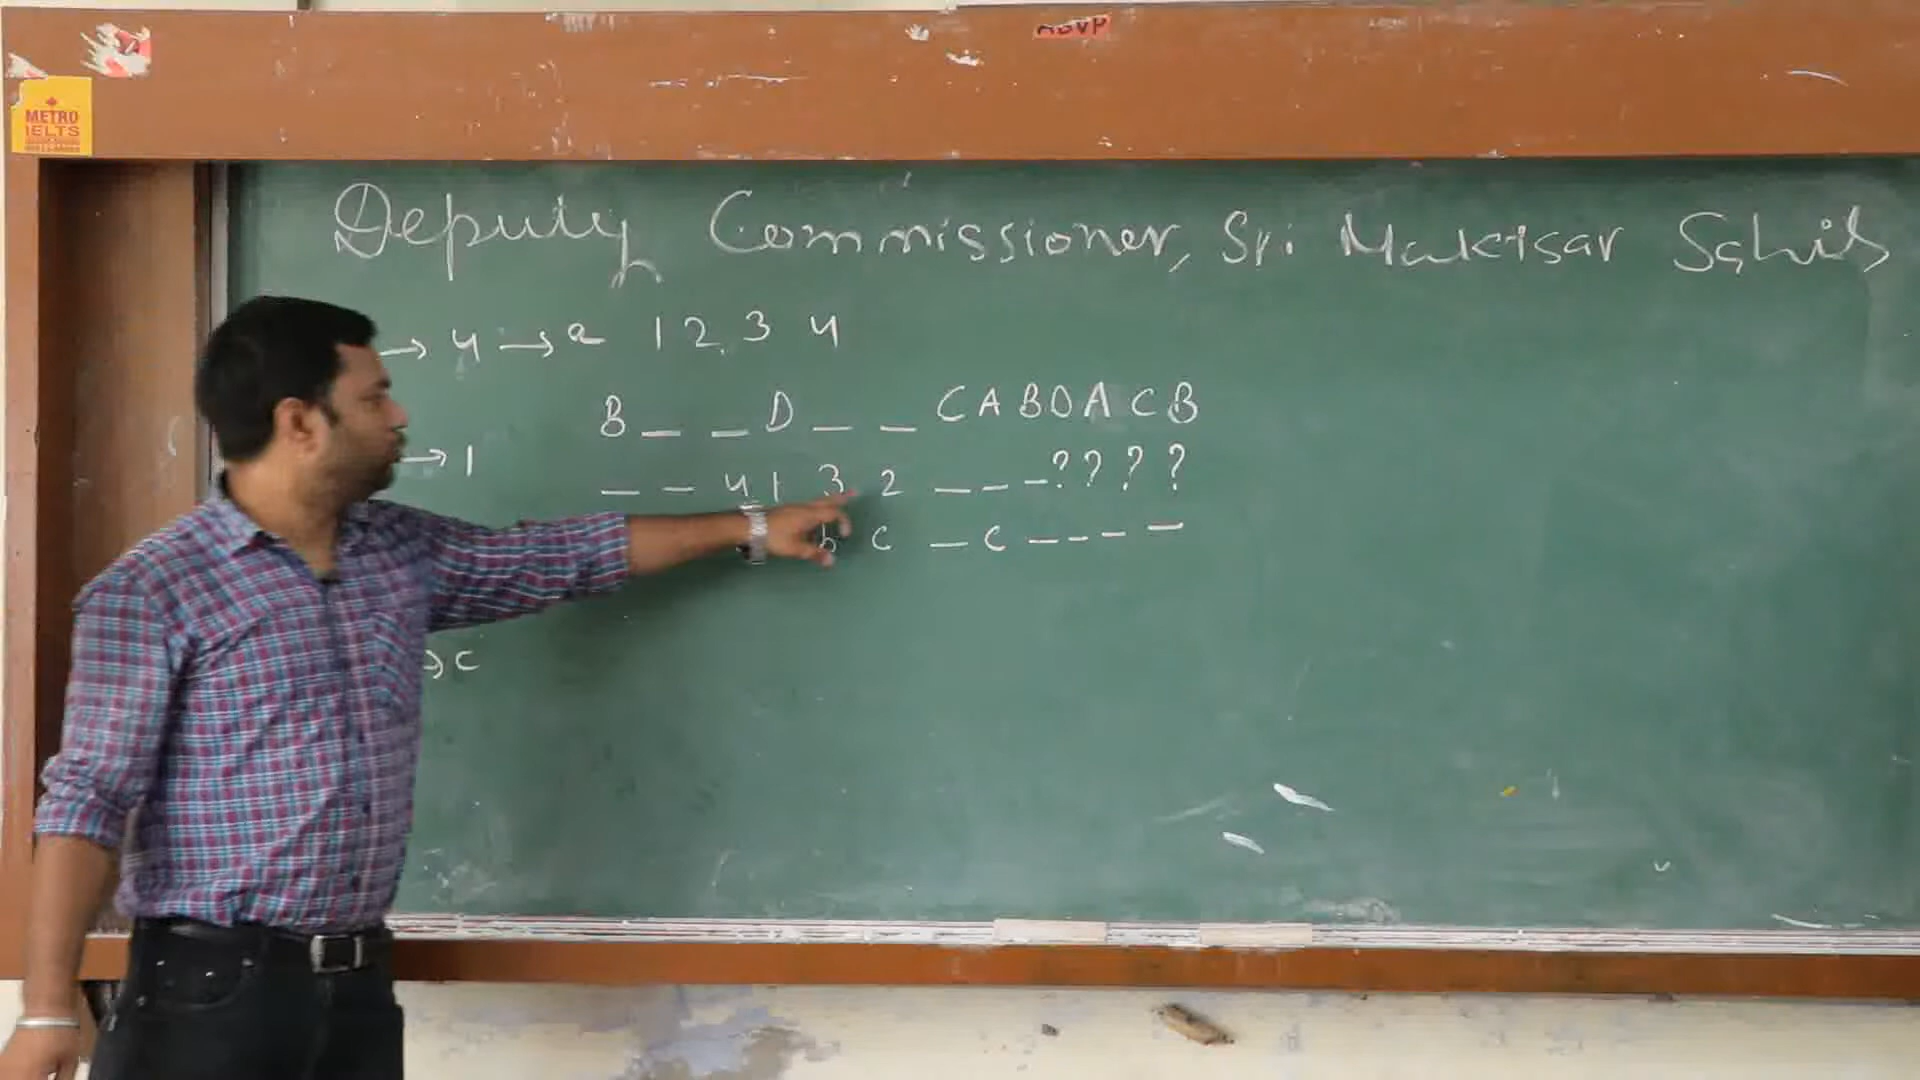 ABVP
METRO
IELTS
Deputy Commissioner, Sri Muktsar Sahib
→ 4 → a 1 2 3 4
B _ _ D _ _ C A B D A C B
→ 1 _ _ 4 1 3 2 _ _ _ ? ? ? ?
b c _ c _ _ _ _
→ c